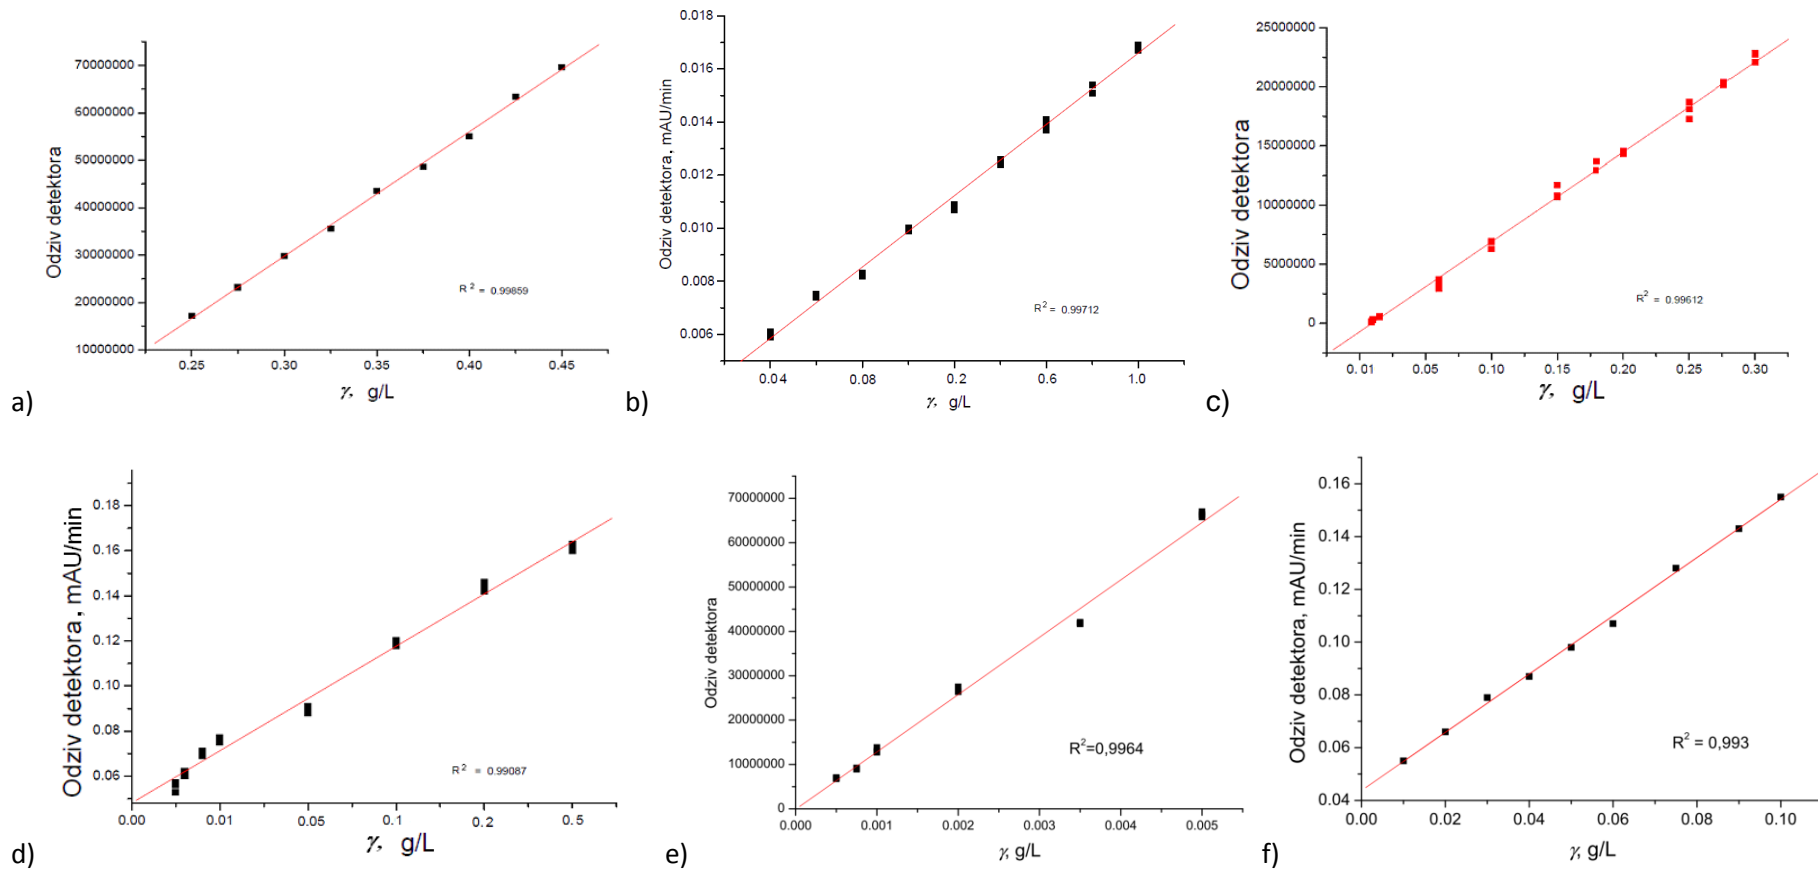 70000000
60000000
50000000
40000000
30000000
20000000
10000000
Odziv detektora
R² = 0.99859
0.25 0.30 0.35 0.40 0.45
γ, g/L
a)
0.018
0.016
0.014
0.012
0.010
0.008
0.006
Odziv detektora, mAU/min
R² = 0.99712
0.04 0.08 0.2 0.6 1.0
γ, g/L
b)
25000000
20000000
15000000
10000000
5000000
0
Odziv detektora
R² = 0.99612
0.01 0.05 0.10 0.15 0.20 0.25 0.30
γ, g/L
c)
0.18
0.16
0.14
0.12
0.10
0.08
0.06
Odziv detektora, mAU/min
R² = 0.99087
0.00 0.01 0.05 0.1 0.2 0.5
γ, g/L
d)
70000000
60000000
50000000
40000000
30000000
20000000
10000000
0
Odziv detektora
R²=0,9964
0.000 0.001 0.002 0.003 0.004 0.005
γ, g/L
e)
0.16
0.14
0.12
0.10
0.08
0.06
0.04
Odziv detektora, mAU/min
R² = 0,993
0.00 0.02 0.04 0.06 0.08 0.10
γ, g/L
f)